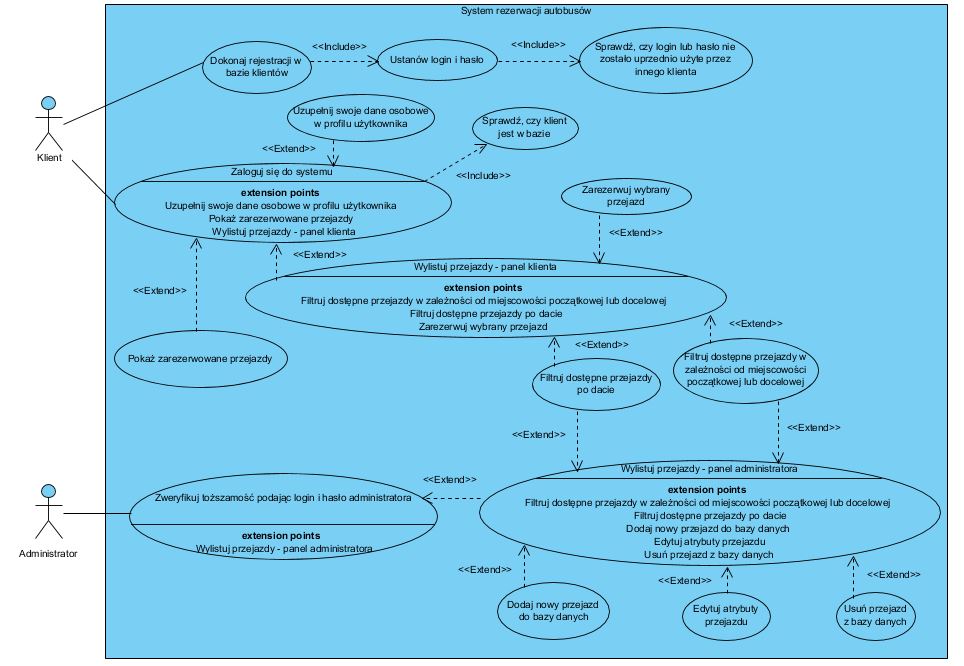 System rezerwacji autobusów
Dokonaj rejestracji w
bazie klientów
<<Include>>
Ustanów login i hasło
<<Include>>
Sprawdź, czy login lub hasło nie
zostało uprzednio użyte przez
innego klienta
Klient
Uzupełnij swoje dane osobowe
w profilu użytkownika
<<Extend>>
Sprawdź, czy klient
jest w bazie
<<Include>>
Zaloguj się do systemu
extension points
Uzupełnij swoje dane osobowe w profilu użytkownika
Pokaż zarezerwowane przejazdy
Wylistuj przejazdy - panel klienta
Zarezerwuj wybrany
przejazd
<<Extend>>
<<Extend>>
<<Extend>>
Wylistuj przejazdy - panel klienta
extension points
Filtruj dostępne przejazdy w zależności od miejscowości początkowej lub docelowej
Filtruj dostępne przejazdy po dacie
Zarezerwuj wybrany przejazd
Pokaż zarezerwowane przejazdy
<<Extend>>
<<Extend>>
Filtruj dostępne przejazdy
po dacie
Filtruj dostępne przejazdy w
zależności od miejscowości
początkowej lub docelowej
<<Extend>>
<<Extend>>
Administrator
Zweryfikuj toższamość podając login i hasło administratora
extension points
Wylistuj przejazdy - panel administratora
<<Extend>>
Wylistuj przejazdy - panel administratora
extension points
Filtruj dostępne przejazdy w zależności od miejscowości początkowej lub docelowej
Filtruj dostępne przejazdy po dacie
Dodaj nowy przejazd do bazy danych
Edytuj atrybuty przejazdu
Usuń przejazd z bazy danych
<<Extend>>
<<Extend>>
<<Extend>>
Dodaj nowy przejazd
do bazy danych
Edytuj atrybuty
przejazdu
Usuń przejazd
z bazy danych